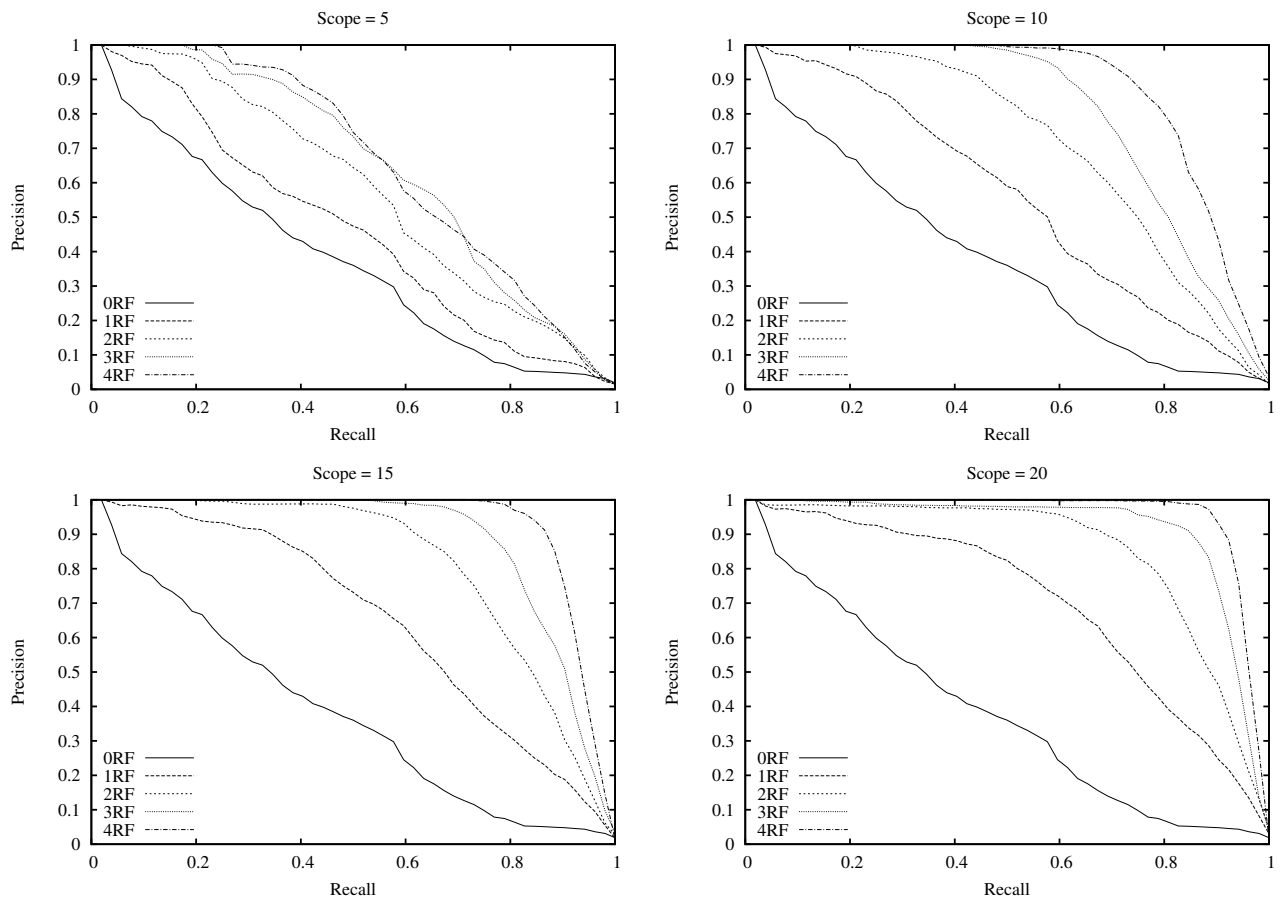 Scope = 5
1
0.9
0.8
0.7
0.6
0.5
0.4
0.3
0.2
0.1
0
Precision
0RF
1RF
2RF
3RF
4RF
0 0.2 0.4 0.6 0.8 1
Recall
Scope = 10
1
0.9
0.8
0.7
0.6
0.5
0.4
0.3
0.2
0.1
0
Precision
0RF
1RF
2RF
3RF
4RF
0 0.2 0.4 0.6 0.8 1
Recall
Scope = 15
1
0.9
0.8
0.7
0.6
0.5
0.4
0.3
0.2
0.1
0
Precision
0RF
1RF
2RF
3RF
4RF
0 0.2 0.4 0.6 0.8 1
Recall
Scope = 20
1
0.9
0.8
0.7
0.6
0.5
0.4
0.3
0.2
0.1
0
Precision
0RF
1RF
2RF
3RF
4RF
0 0.2 0.4 0.6 0.8 1
Recall